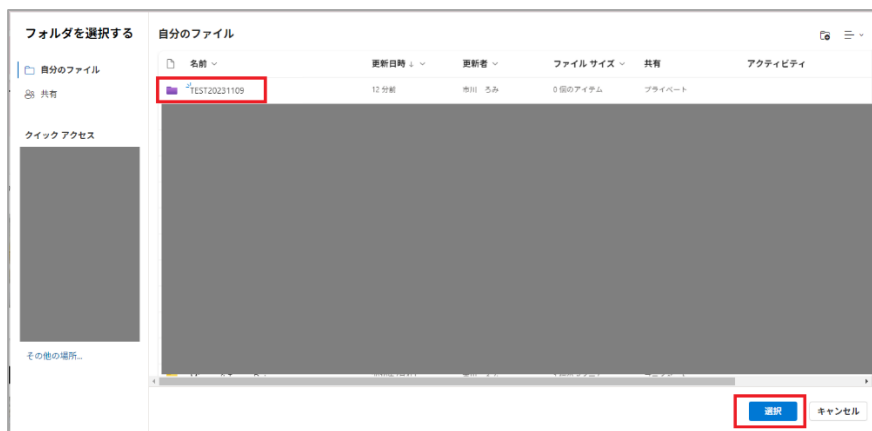 フォルダを選択する
自分のファイル
自分のファイル
共有
クイック アクセス
その他の場所...
名前 更新日時 ↓ 更新者 ファイル サイズ 共有 アクティビティ
TEST20231109 12 分前 市川 ろみ 0 個のアイテム プライベート
選択 キャンセル